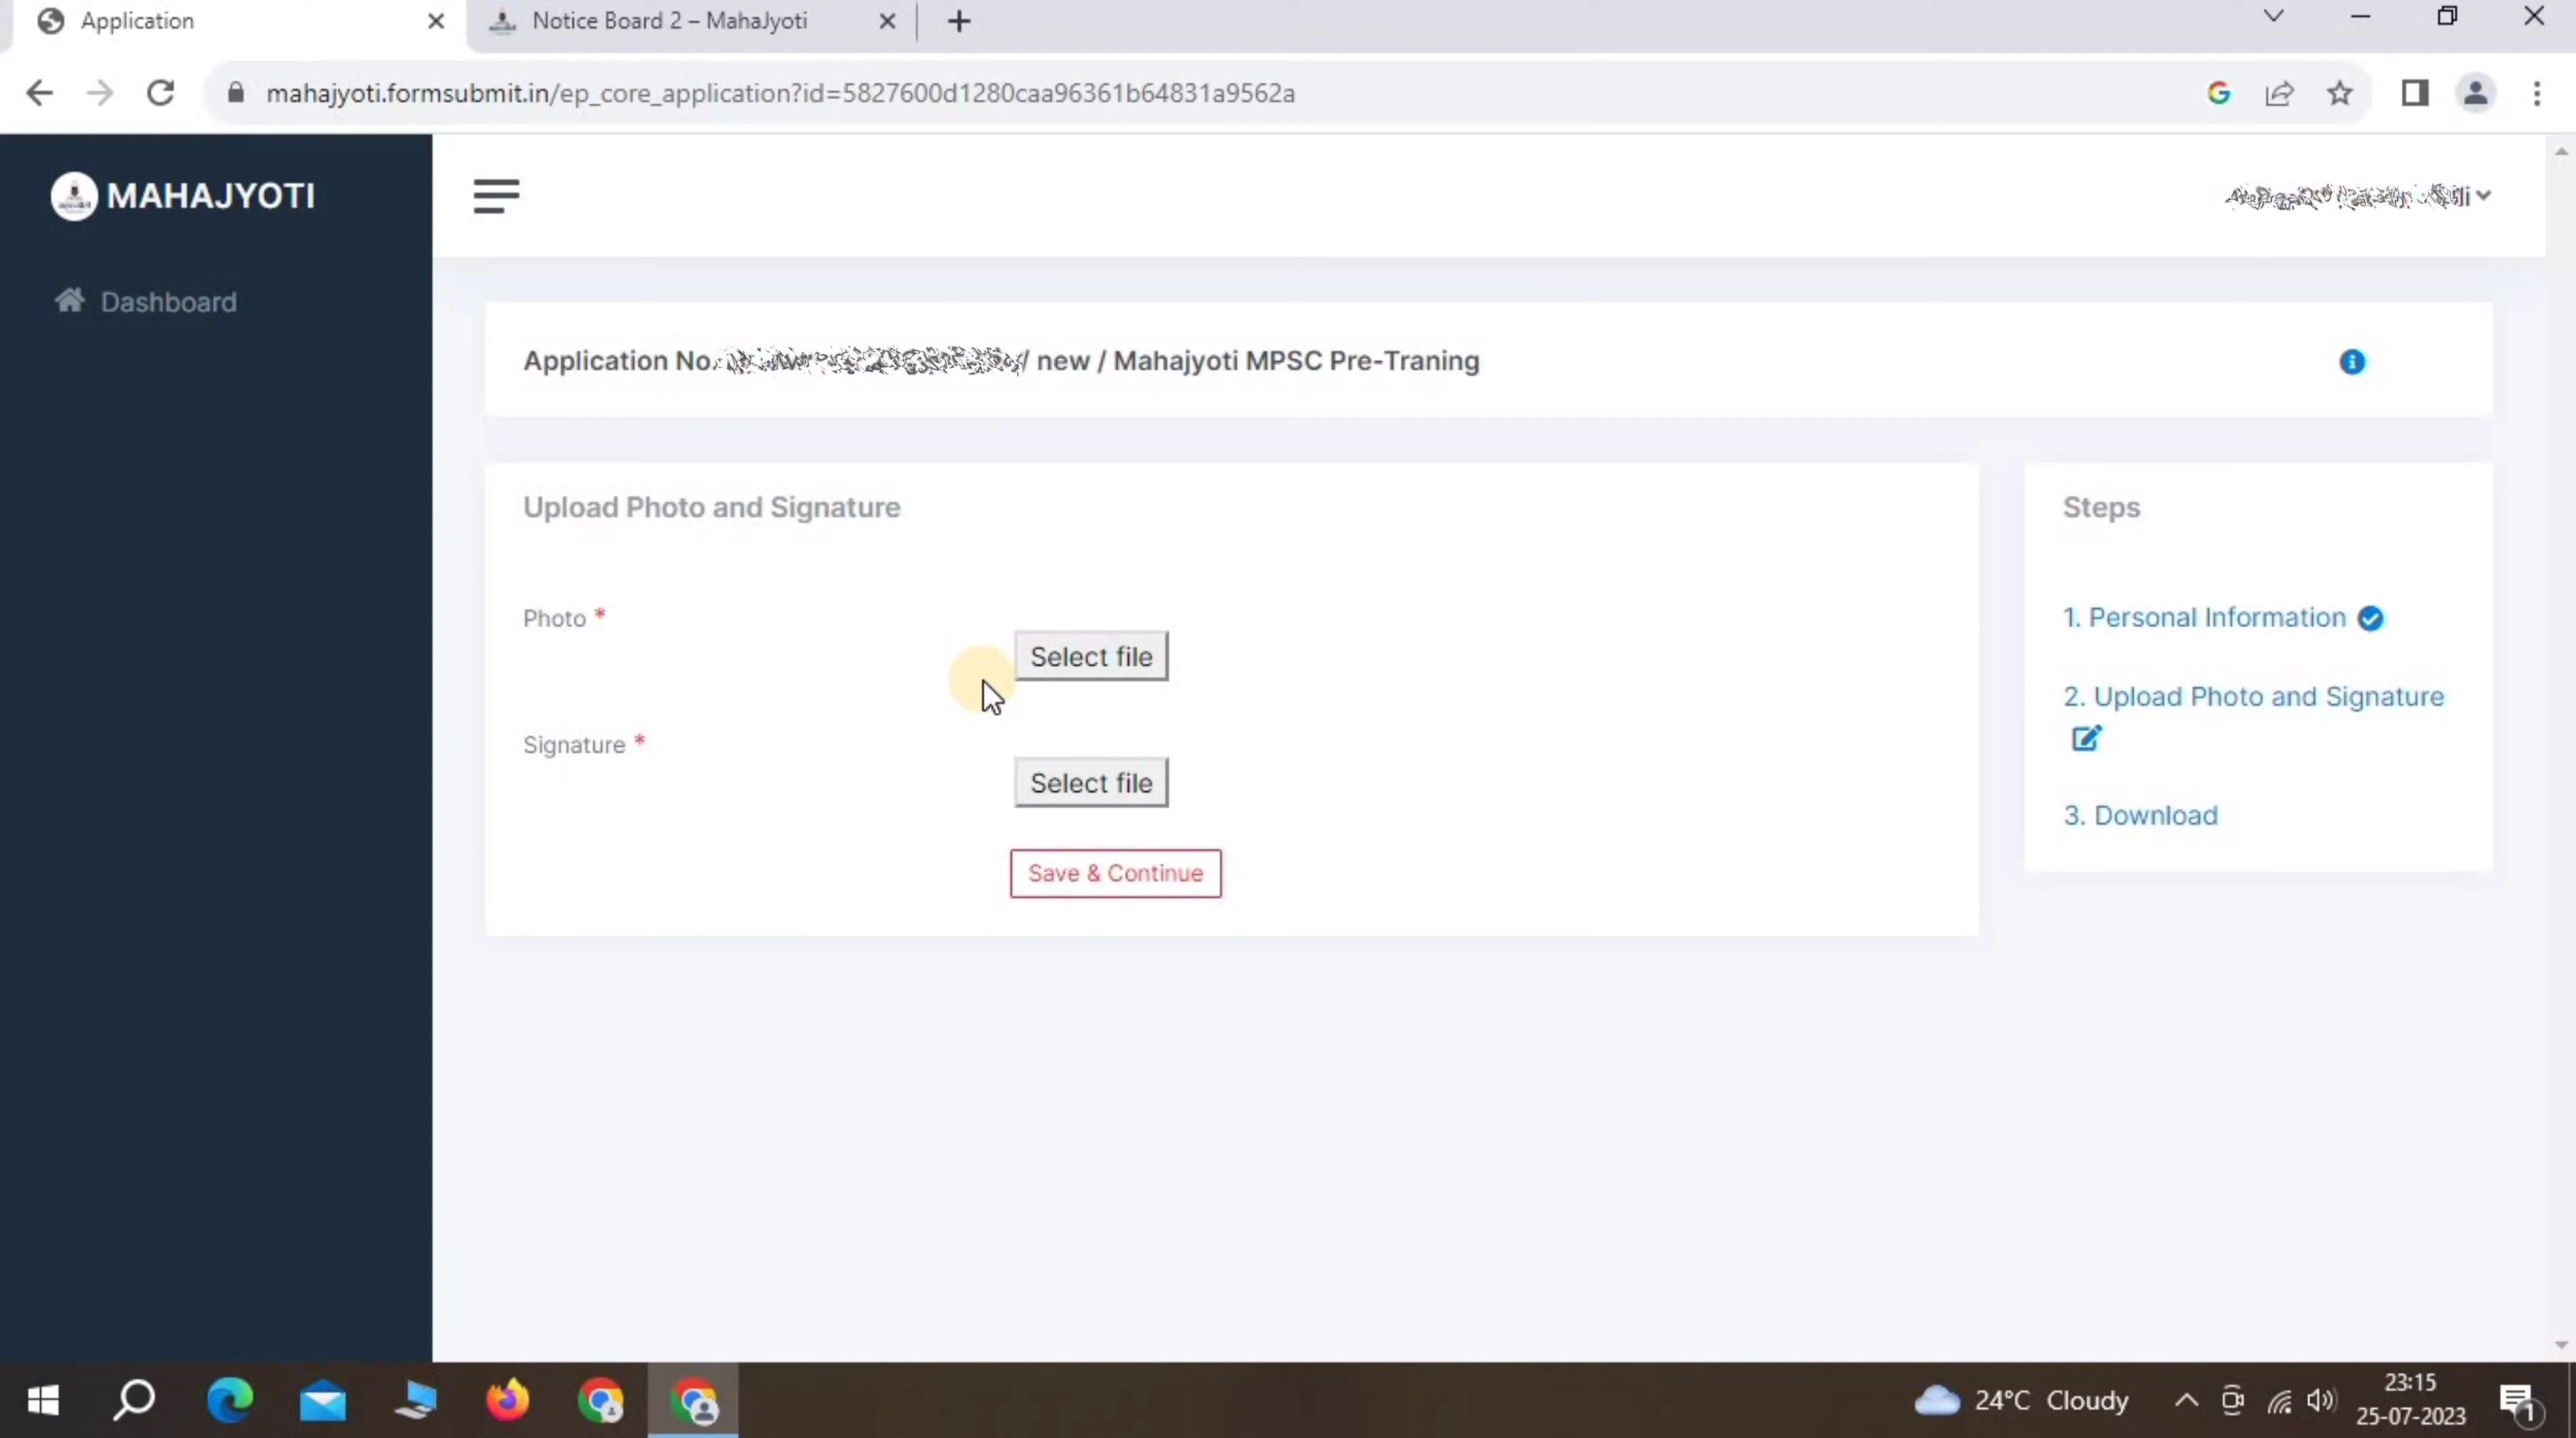 Application
Notice Board 2 – MahaJyoti
mahajyoti.formsubmit.in/ep_core_application?id=5827600d1280caa96361b64831a9562a
MAHAJYOTI
Dashboard
Application No. / new / Mahajyoti MPSC Pre-Traning
Upload Photo and Signature
Photo *
Select file
Signature *
Select file
Save & Continue
Steps
1. Personal Information
2. Upload Photo and Signature
3. Download
24°C Cloudy
23:15
25-07-2023
1